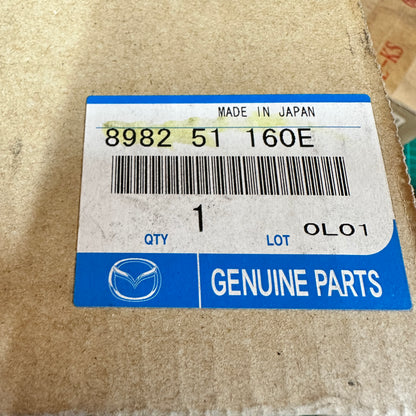 MADE IN JAPAN
8982 51 160E
1
QTY
LOT
0L01
GENUINE PARTS